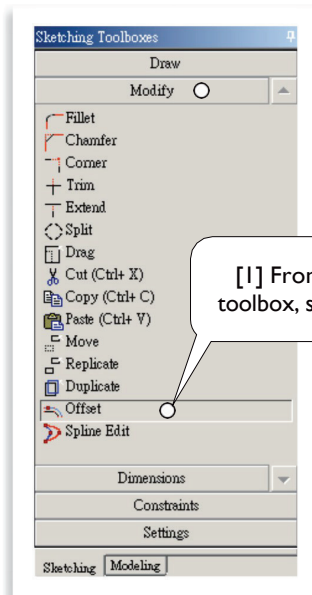 Sketching Toolboxes
Draw
Modify
Fillet
Chamfer
Corner
Trim
Extend
Split
Drag
Cut (Ctrl+ X)
Copy (Ctrl+ C)
Paste (Ctrl+ V)
Move
Replicate
Duplicate
Offset
Spline Edit
[1] From
toolbox, s
Dimensions
Constraints
Settings
Sketching Modeling